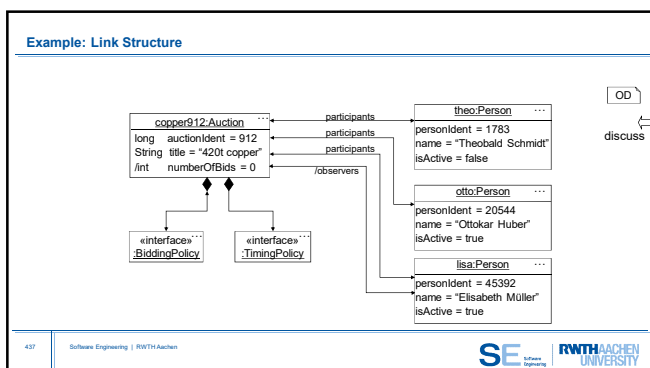 Example: Link Structure
OD
discuss
copper912:Auction ...
long auctionIdent = 912
String title = "420t copper"
/int numberOfBids = 0
participants
participants
participants
/observers
theo:Person ...
personIdent = 1783
name = "Theobald Schmidt"
isActive = false
otto:Person ...
personIdent = 20544
name = "Ottokar Huber"
isActive = true
lisa:Person ...
personIdent = 45392
name = "Elisabeth Müller"
isActive = true
«interface» ...
:BiddingPolicy
«interface» ...
:TimingPolicy
437
Software Engineering | RWTH Aachen
SE Software
Engineering
RWTHAACHEN
UNIVERSITY